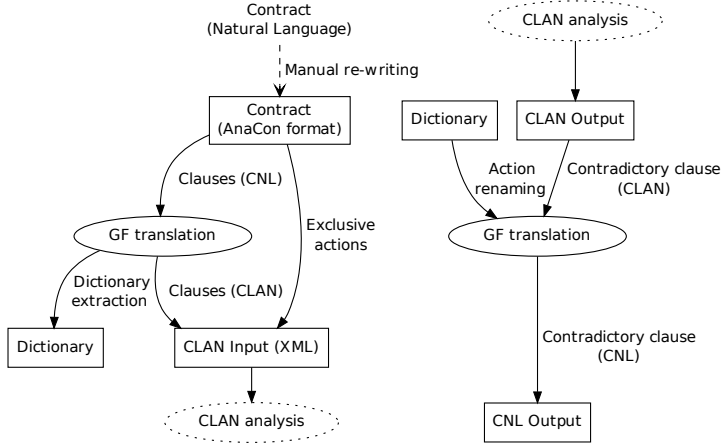 Contract
(Natural Language)
Manual re-writing
Contract
(AnaCon format)
Clauses (CNL)
Exclusive
actions
GF translation
Dictionary
extraction
Clauses (CLAN)
Dictionary
CLAN Input (XML)
CLAN analysis
CLAN analysis
Dictionary
CLAN Output
Action
renaming
Contradictory clause
(CLAN)
GF translation
Contradictory clause
(CNL)
CNL Output